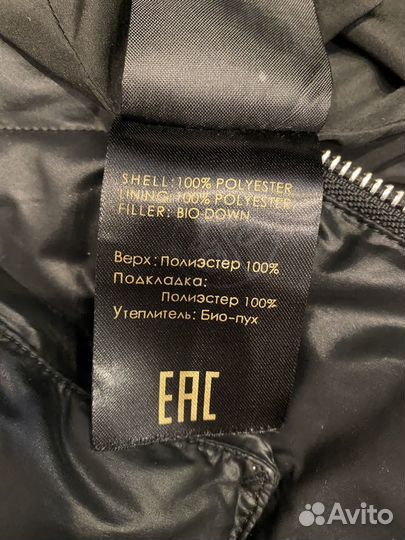 SHELL: 100% POLYESTER
LINING: 100% POLYESTER
FILLER: BIO-DOWN
Верх: Полиэстер 100%
Подкладка:
Полиэстер 100%
Утеплитель: Био-пух
EAC
Avito